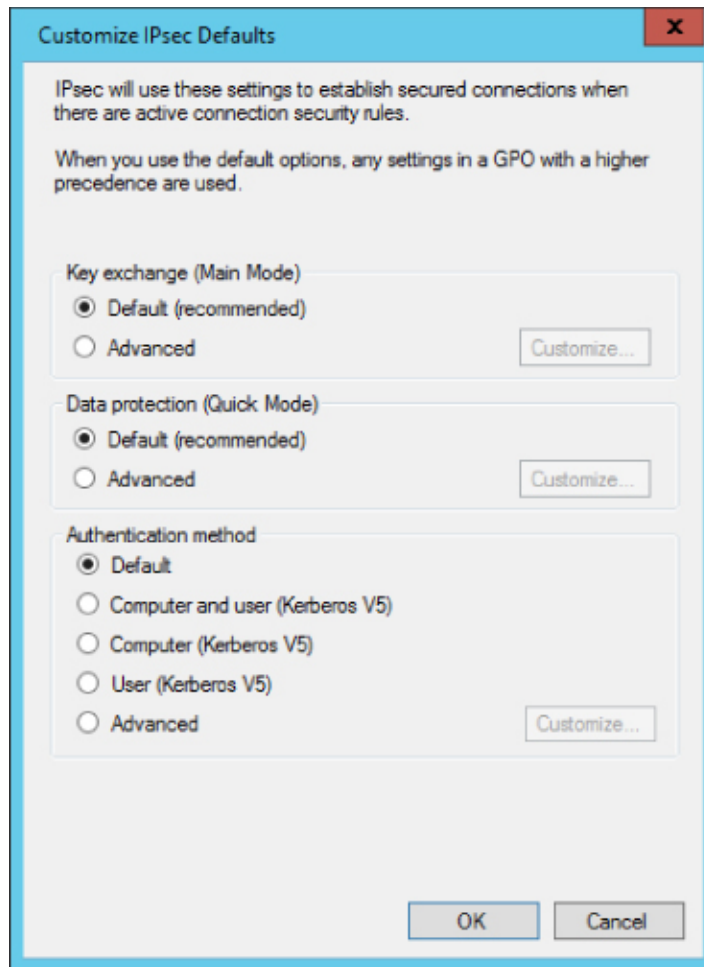 Customize IPsec Defaults
x
IPsec will use these settings to establish secured connections when
there are active connection security rules.
When you use the default options, any settings in a GPO with a higher
precedence are used.
Key exchange (Main Mode)
Default (recommended)
Advanced
Customize...
Data protection (Quick Mode)
Default (recommended)
Advanced
Customize...
Authentication method
Default
Computer and user (Kerberos V5)
Computer (Kerberos V5)
User (Kerberos V5)
Advanced
Customize...
OK
Cancel